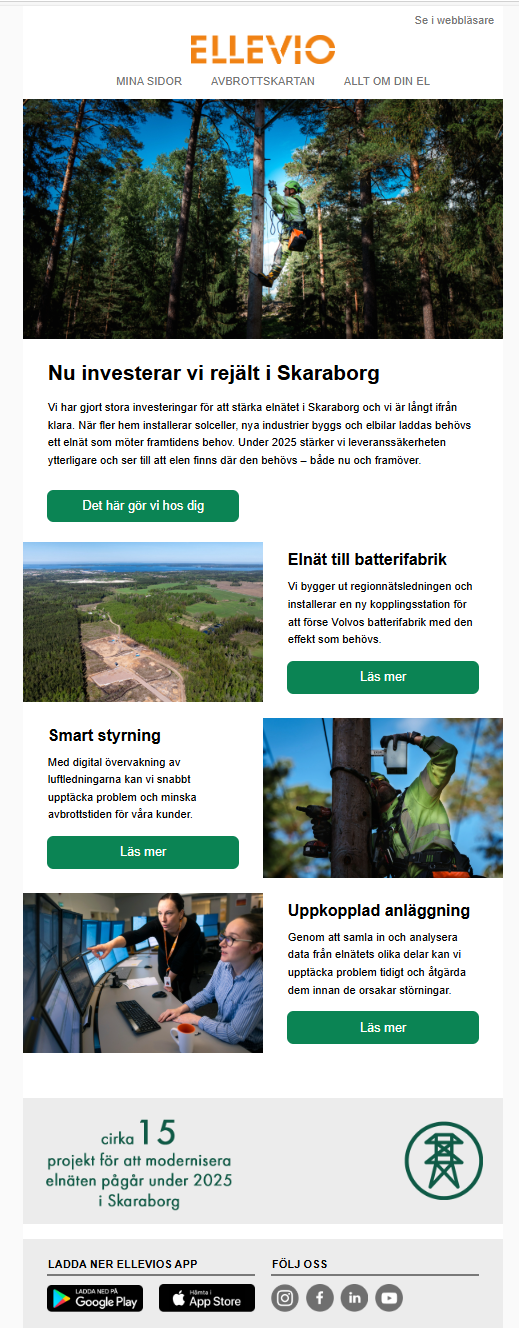 Se i webbläsare
ELLEVIO
MINA SIDOR AVBROTTSKARTAN ALLT OM DIN EL
Nu investerar vi rejält i Skaraborg
Vi har gjort stora investeringar för att stärka elnätet i Skaraborg och vi är långt ifrån
klara. När fler hem installerar solceller, nya industrier byggs och elbilar laddas behövs
ett elnät som möter framtidens behov. Under 2025 stärker vi leveranssäkerheten
ytterligare och ser till att elen finns där den behövs – både nu och framöver.
Det här gör vi hos dig
Elnät till batterifabrik
Vi bygger ut regionnätsledningen och
installerar en ny kopplingsstation för
att förse Volvos batterifabrik med den
effekt som behövs.
Läs mer
Smart styrning
Med digital övervakning av
luftledningarna kan vi snabbt
upptäcka problem och minska
avbrottstiden för våra kunder.
Läs mer
Uppkopplad anläggning
Genom att samla in och analysera
data från elnätets olika delar kan vi
upptäcka problem tidigt och åtgärda
dem innan de orsakar störningar.
Läs mer
cirka 15
projekt för att modernisera
elnäten pågår under 2025
i Skaraborg
LADDA NER ELLEVIOS APP
LADDA NED PÅ
Google Play
Hämta i
App Store
FÖLJ OSS